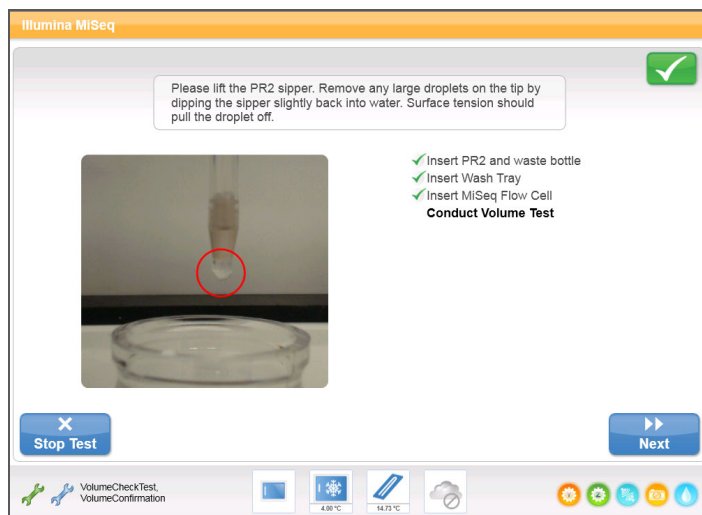 Illumina MiSeq
Please lift the PR2 sipper. Remove any large droplets on the tip by
dipping the sipper slightly back into water. Surface tension should
pull the droplet off.
Insert PR2 and waste bottle
Insert Wash Tray
Insert MiSeq Flow Cell
Conduct Volume Test
Stop Test
Next
VolumeCheckTest,
VolumeConfirmation
4.00 °C
14.73 °C